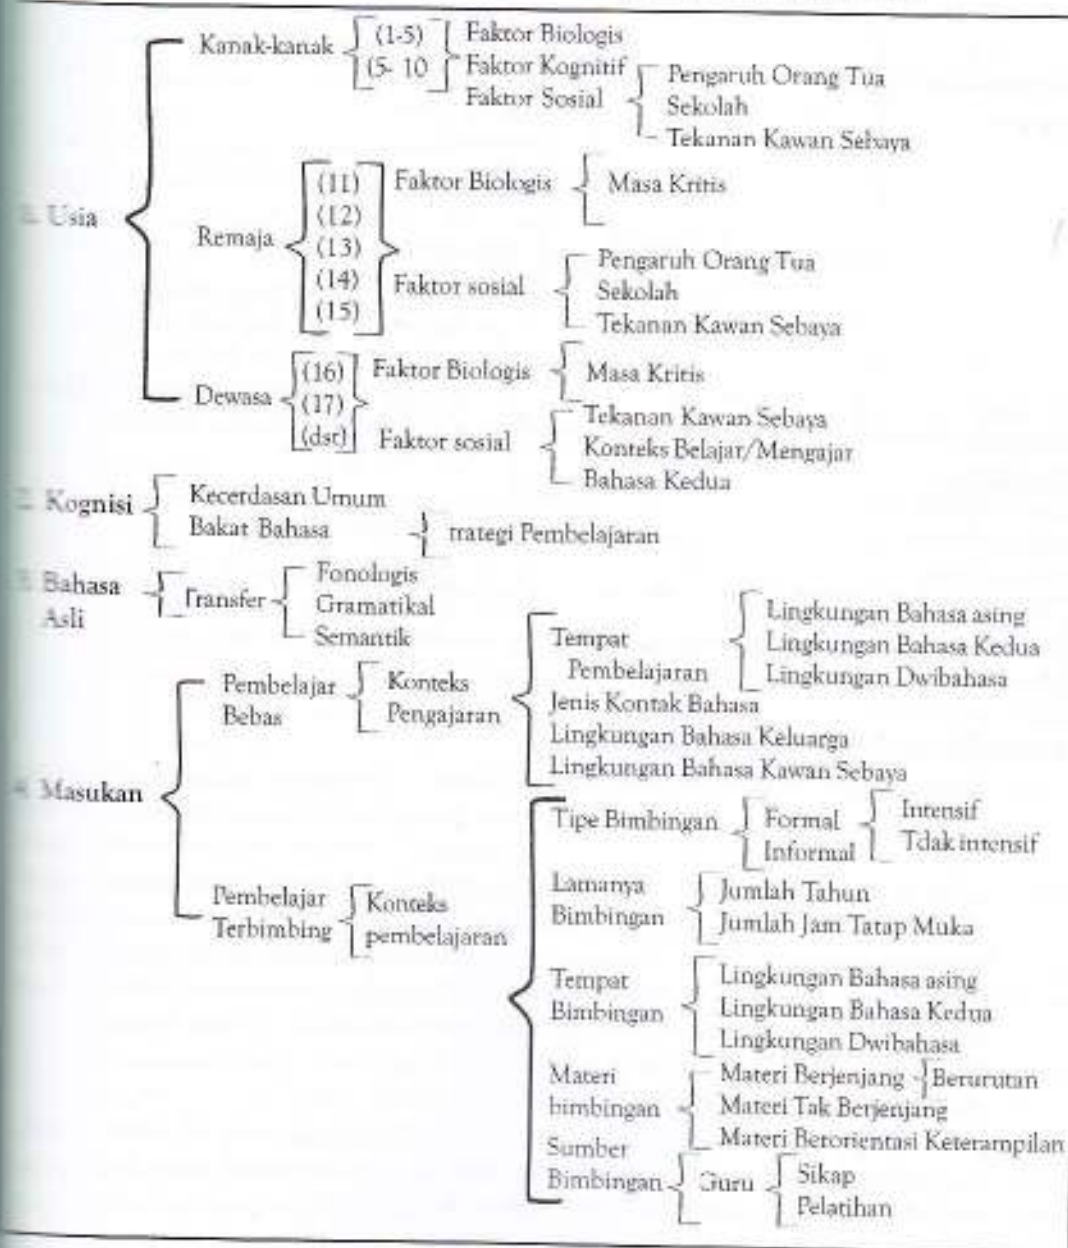 Kanak-kanak
(1-5)
(5- 10
Faktor Biologis
Faktor Kognitif
Faktor Sosial
Pengaruh Orang Tua
Sekolah
Tekanan Kawan Sebaya
Usia
Remaja
(11)
(12)
(13)
(14)
(15)
Faktor Biologis
Masa Kritis
Faktor sosial
Pengaruh Orang Tua
Sekolah
Tekanan Kawan Sebaya
Dewasa
(16)
(17)
(dst)
Faktor Biologis
Masa Kritis
Faktor sosial
Tekanan Kawan Sebaya
Konteks Belajar/Mengajar
Bahasa Kedua
Kognisi
Kecerdasan Umum
Bakat Bahasa
trategi Pembelajaran
Bahasa
Asli
Transfer
Fonologis
Gramatikal
Semantik
4. Masukan
Pembelajar
Bebas
Konteks
Pengajaran
Tempat
Pembelajaran
Lingkungan Bahasa asing
Lingkungan Bahasa Kedua
Lingkungan Dwibahasa
Jenis Kontak Bahasa
Lingkungan Bahasa Keluarga
Lingkungan Bahasa Kawan Sebaya
Pembelajar
Terbimbing
Konteks
pembelajaran
Tipe Bimbingan
Formal
Informal
Intensif
Tdak intensif
Lamanya
Bimbingan
Jumlah Tahun
Jumlah Jam Tatap Muka
Tempat
Bimbingan
Lingkungan Bahasa asing
Lingkungan Bahasa Kedua
Lingkungan Dwibahasa
Materi
bimbingan
Materi Berjenjang
Berurutan
Materi Tak Berjenjang
Materi Berorientasi Keterampilan
Sumber
Bimbingan
Guru
Sikap
Pelatihan